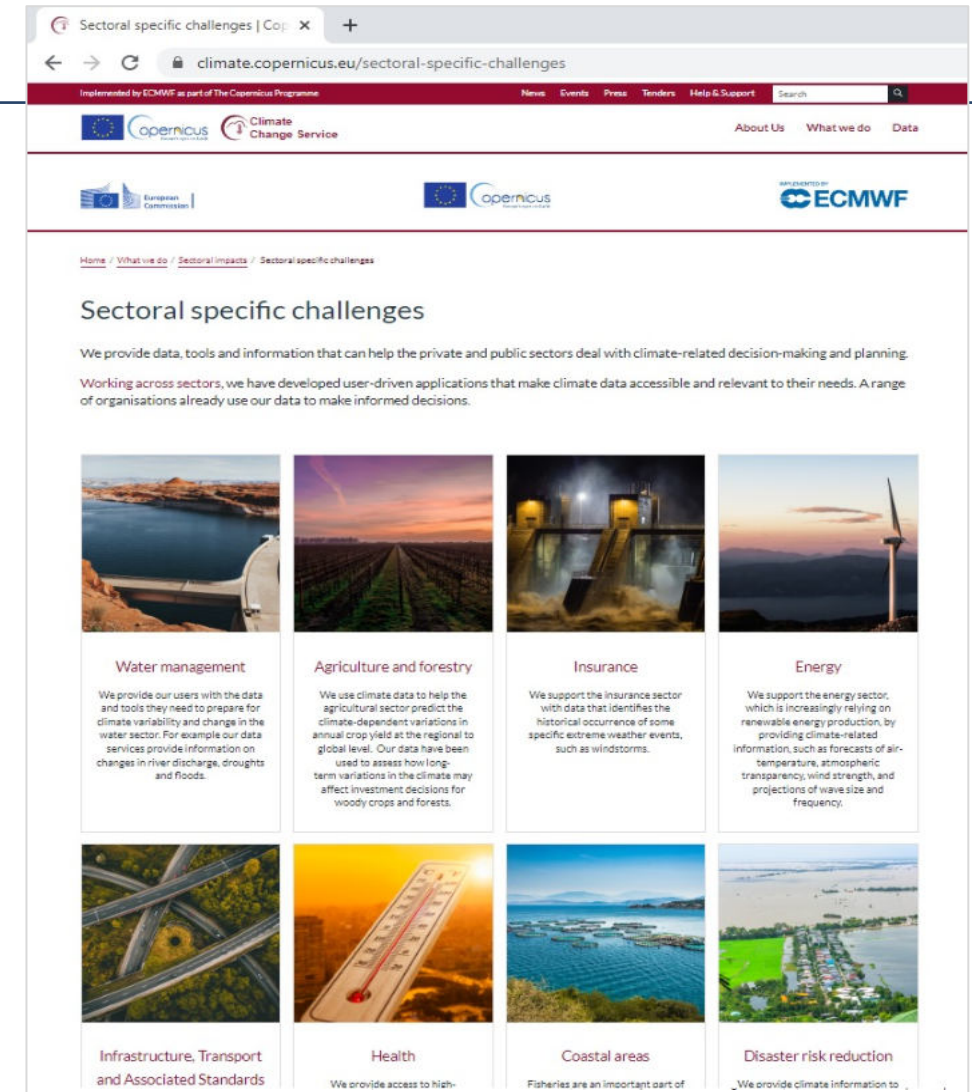 Sectoral specific challenges | Cop
climate.copernicus.eu/sectoral-specific-challenges
Implemented by ECMWF as part of The Copernicus Programme
News Events Press Tenders Help & Support Search
opernicus
Climate
Change Service
About Us What we do Data
European
Commission
opernicus
IMPLEMENTED BY
ECMWF
Home / What we do / Sectoral impacts / Sectoral specific challenges
Sectoral specific challenges
We provide data, tools and information that can help the private and public sectors deal with climate-related decision-making and planning.
Working across sectors, we have developed user-driven applications that make climate data accessible and relevant to their needs. A range
of organisations already use our data to make informed decisions.
Water management
We provide our users with the data
and tools they need to prepare for
climate variability and change in the
water sector. For example our data
services provide information on
changes in river discharge, droughts
and floods.
Agriculture and forestry
We use climate data to help the
agricultural sector predict the
climate-dependent variations in
annual crop yield at the regional to
global level. Our data have been
used to assess how long-
term variations in the climate may
affect investment decisions for
woody crops and forests.
Insurance
We support the insurance sector
with data that identifies the
historical occurrence of some
specific extreme weather events,
such as windstorms.
Energy
We support the energy sector,
which is increasingly relying on
renewable energy production, by
providing climate-related
information, such as forecasts of air-
temperature, atmospheric
transparency, wind strength, and
projections of wave size and
frequency.
Infrastructure, Transport
and Associated Standards
Health
We provide access to high-
Coastal areas
Fisheries are an important part of
Disaster risk reduction
We provide climate information to